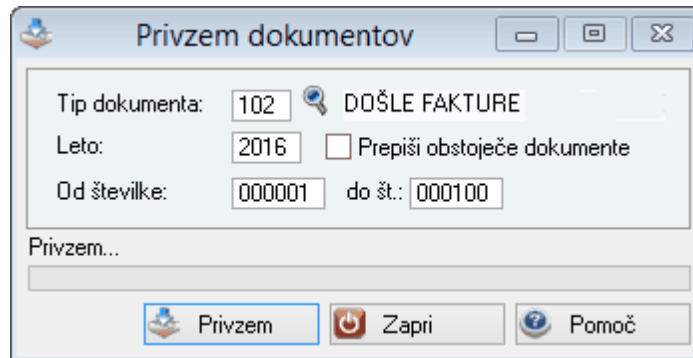 Privzem dokumentov
Tip dokumenta: 102 DOŠLE FAKTURE
Leto: 2016 Prepiši obstoječe dokumente
Od številke: 000001 do št.: 000100
Privzem...
Privzem Zapri Pomoč